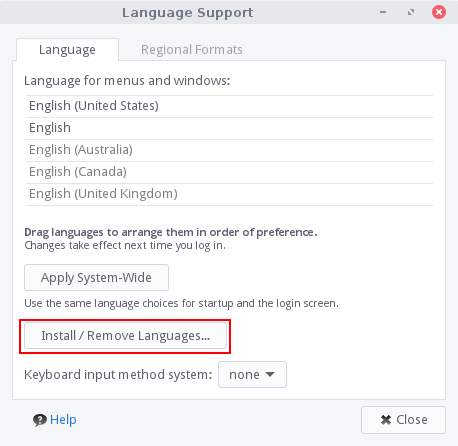 Language Support
Language
Regional Formats
Language for menus and windows:
English (United States)
English
English (Australia)
English (Canada)
English (United Kingdom)
Drag languages to arrange them in order of preference.
Changes take effect next time you log in.
Apply System-Wide
Use the same language choices for startup and the login screen.
Install / Remove Languages...
Keyboard input method system: none
Help
Close